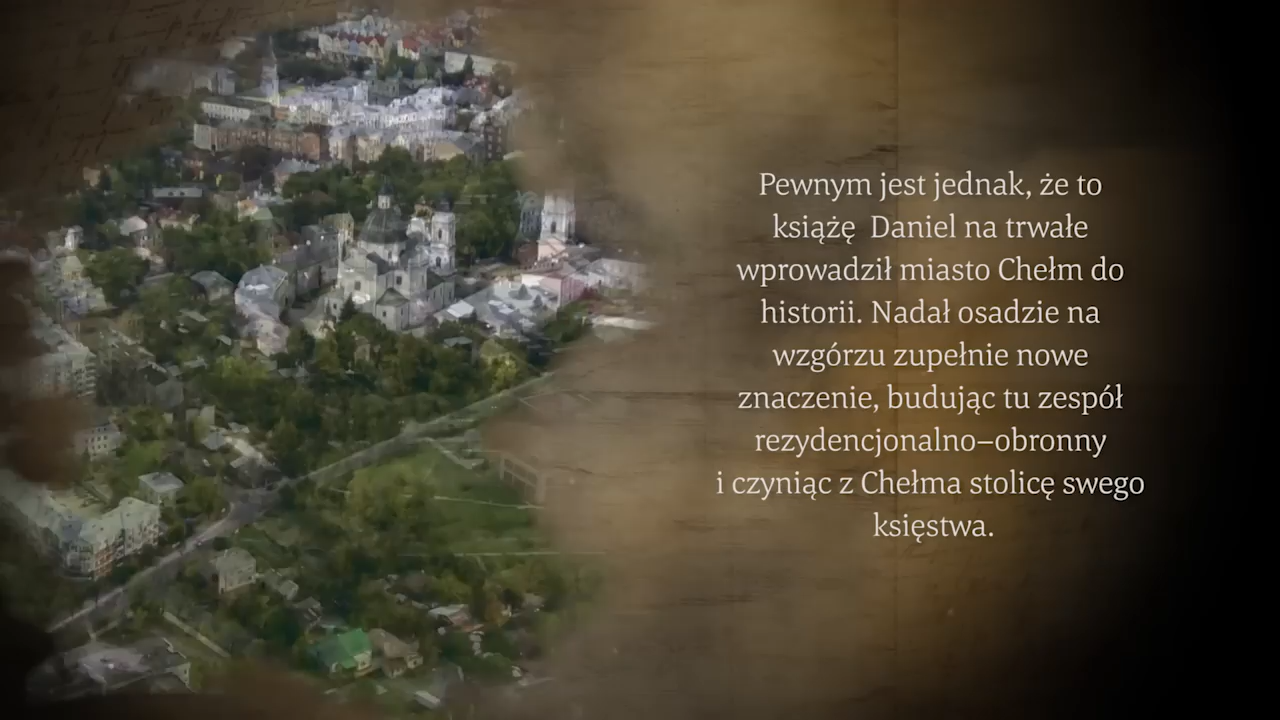 Pewnym jest jednak, że to
książę  Daniel na trwałe
wprowadził miasto Chełm do
historii. Nadał osadzie na
wzgórzu zupełnie nowe
znaczenie, budując tu zespół
rezydencjonalno–obronny
i czyniąc z Chełma stolicę swego
księstwa.